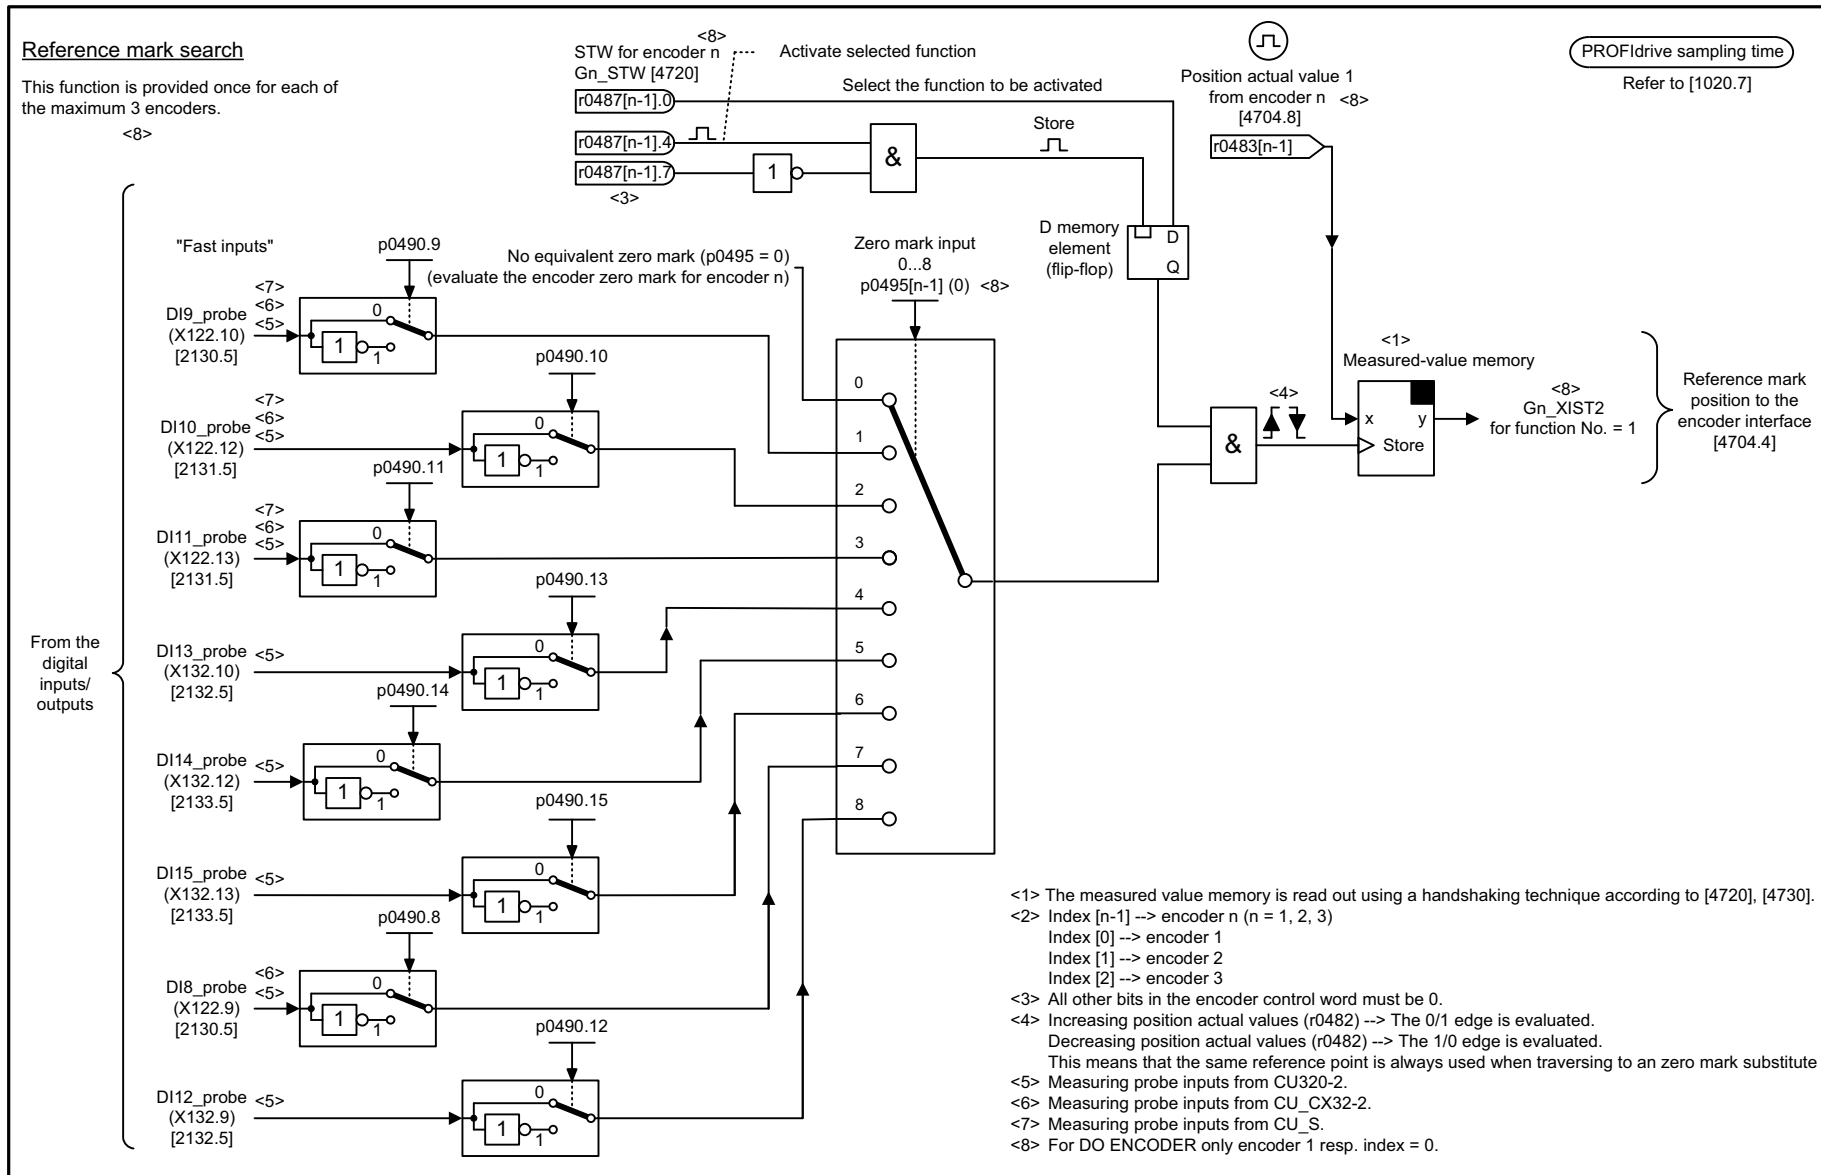 Reference mark search
This function is provided once for each of
the maximum 3 encoders.
<8>
<8>
STW for encoder n
Gn_STW [4720]
Activate selected function
r0487[n-1].0
Select the function to be activated
r0487[n-1].4
r0487[n-1].7
<3>
1
&
Store
Position actual value 1
from encoder n <8>
[4704.8]
r0483[n-1]
PROFIdrive sampling time
Refer to [1020.7]
D memory
element
(flip-flop)
D
Q
"Fast inputs"
No equivalent zero mark (p0495 = 0)
(evaluate the encoder zero mark for encoder n)
Zero mark input
0...8
p0495[n-1] (0) <8>
From the
digital
inputs/
outputs
p0490.9
<7>
<6>
<5>
DI9_probe
(X122.10)
[2130.5]
0
1
1
p0490.10
<7>
<6>
<5>
DI10_probe
(X122.12)
[2131.5]
0
1
1
p0490.11
<7>
<6>
<5>
DI11_probe
(X122.13)
[2131.5]
0
1
1
p0490.13
DI13_probe <5>
(X132.10)
[2132.5]
0
1
1
p0490.14
DI14_probe <5>
(X132.12)
[2133.5]
0
1
1
p0490.15
DI15_probe <5>
(X132.13)
[2133.5]
0
1
1
p0490.8
<6>
<5>
DI8_probe
(X122.9)
[2130.5]
0
1
1
p0490.12
DI12_probe <5>
(X132.9)
[2132.5]
0
1
1
0
1
2
3
4
5
6
7
8
&
<4>
<1>
Measured-value memory
x
y
Store
<8>
Gn_XIST2
for function No. = 1
Reference mark
position to the
encoder interface
[4704.4]
<1> The measured value memory is read out using a handshaking technique according to [4720], [4730].
<2> Index [n-1] --> encoder n (n = 1, 2, 3)
Index [0] --> encoder 1
Index [1] --> encoder 2
Index [2] --> encoder 3
<3> All other bits in the encoder control word must be 0.
<4> Increasing position actual values (r0482) --> The 0/1 edge is evaluated.
Decreasing position actual values (r0482) --> The 1/0 edge is evaluated.
This means that the same reference point is always used when traversing to an zero mark substitute
<5> Measuring probe inputs from CU320-2.
<6> Measuring probe inputs from CU_CX32-2.
<7> Measuring probe inputs from CU_S.
<8> For DO ENCODER only encoder 1 resp. index = 0.